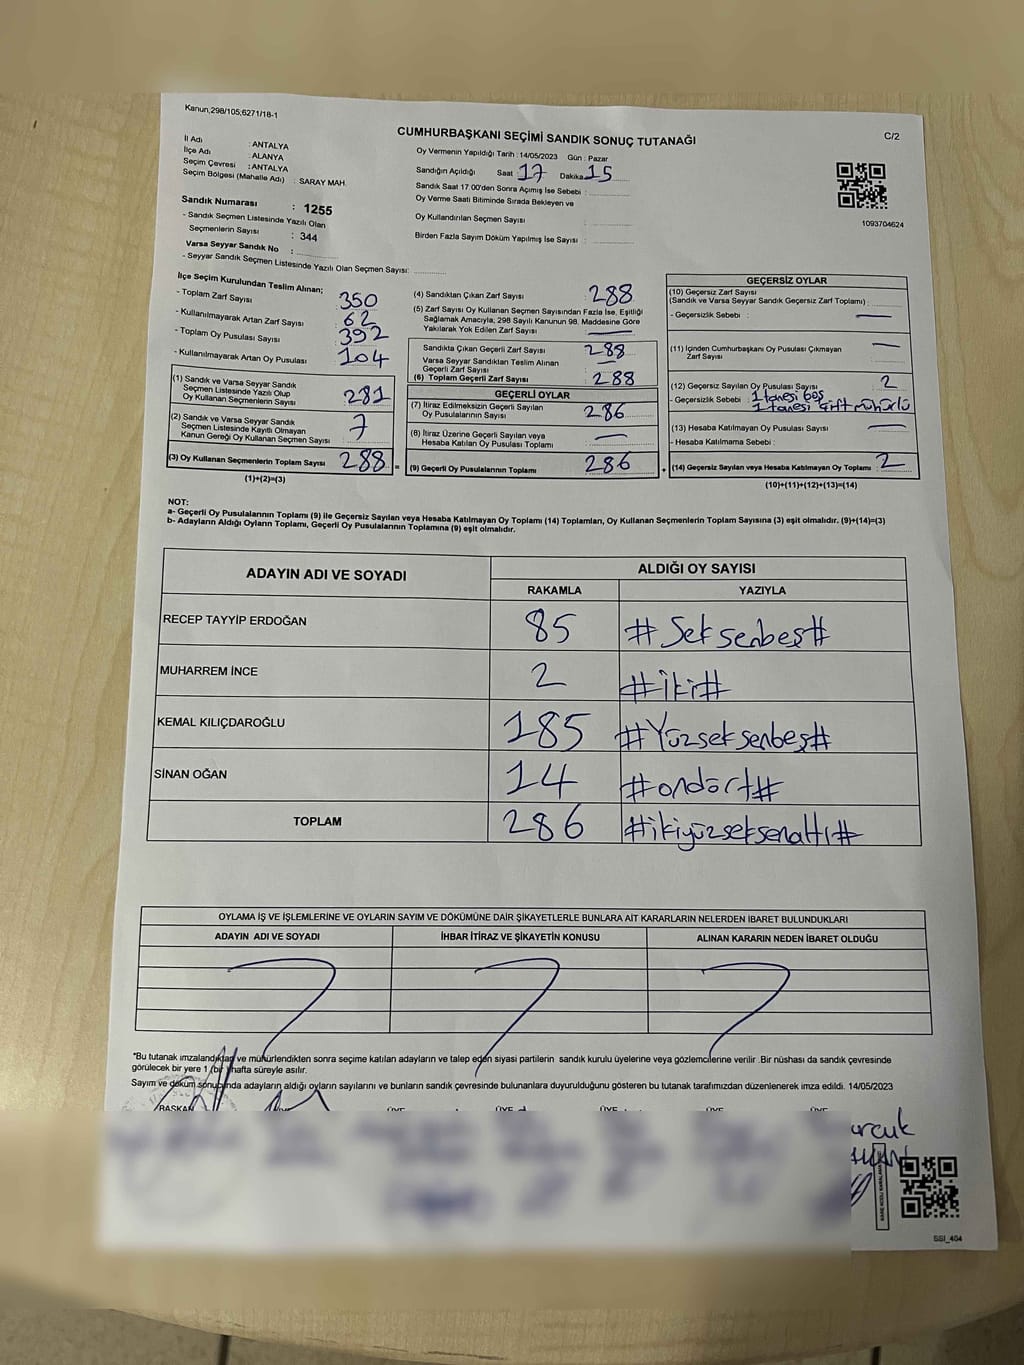 Kanun;298/105;6271/18-1
CUMHURBAŞKANI SEÇİMİ SANDIK SONUÇ TUTANAĞI
C/2
İl Adı : ANTALYA
İlçe Adı : ALANYA
Seçim Çevresi : ANTALYA
Seçim Bölgesi (Mahalle Adı) : SARAY MAH.
Sandık Numarası : 1255
- Sandık Seçmen Listesinde Yazılı Olan
Seçmenlerin Sayısı : 344
Varsa Seyyar Sandık No :
- Seyyar Sandık Seçmen Listesinde Yazılı Olan Seçmen Sayısı:
Oy Vermenin Yapıldığı Tarih : 14/05/2023 Gün : Pazar
Sandığın Açıldığı Saat : 17 Dakika : 15
Sandık Saat 17.00'den Sonra Açımış İse Sebebi :
Oy Verme Saati Bitiminde Sırada Bekleyen ve
Oy Kullandırılan Seçmen Sayısı :
Birden Fazla Sayım Döküm Yapılmış İse Sayısı :
1093704624
İlçe Seçim Kurulundan Teslim Alınan;
- Toplam Zarf Sayısı 350
- Kullanılmayarak Artan Zarf Sayısı 62
- Toplam Oy Pusulası Sayısı 392
- Kullanılmayarak Artan Oy Pusulası 104
(1) Sandık ve Varsa Seyyar Sandık
Seçmen Listesinde Yazılı Olup
Oy Kullanan Seçmenlerin Sayısı 281
(2) Sandık ve Varsa Seyyar Sandık
Seçmen Listesinde Kayıtlı Olmayan
Kanun Gereği Oy Kullanan Seçmen Sayısı 7
(3) Oy Kullanan Seçmenlerin Toplam Sayısı 288 =
(1)+(2)=(3)
(4) Sandıktan Çıkan Zarf Sayısı : 288
(5) Zarf Sayısı Oy Kullanan Seçmen Sayısından Fazla İse, Eşitliği
Sağlamak Amacıyla, 298 Sayılı Kanunun 98. Maddesine Göre
Yakılarak Yok Edilen Zarf Sayısı :
Sandıkta Çıkan Geçerli Zarf Sayısı 288
Varsa Seyyar Sandıktan Teslim Alınan
Geçerli Zarf Sayısı
(6) Toplam Geçerli Zarf Sayısı 288
GEÇERLİ OYLAR
(7) İtiraz Edilmeksizin Geçerli Sayılan
Oy Pusulalarının Sayısı 286
(8) İtiraz Üzerine Geçerli Sayılan veya
Hesaba Katılan Oy Pusulası Toplamı
(9) Geçerli Oy Pusulalarının Toplamı 286 +
GEÇERSİZ OYLAR
(10) Geçersiz Zarf Sayısı
(Sandık ve Varsa Seyyar Sandık Geçersiz Zarf Toplamı) :
- Geçersizlik Sebebi :
(11) İçinden Cumhurbaşkanı Oy Pusulası Çıkmayan
Zarf Sayısı
(12) Geçersiz Sayılan Oy Pusulası Sayısı 2
- Geçersizlik Sebebi : 1 tanesi boş
1 tanesi çift mühürlü
(13) Hesaba Katılmayan Oy Pusulası Sayısı
- Hesaba Katılmama Sebebi :
(14) Geçersiz Sayılan veya Hesaba Katılmayan Oy Toplamı 2
(10)+(11)+(12)+(13)=(14)
NOT:
a- Geçerli Oy Pusulalarının Toplamı (9) ile Geçersiz Sayılan veya Hesaba Katılmayan Oy Toplamı (14) Toplamları, Oy Kullanan Seçmenlerin Toplam Sayısına (3) eşit olmalıdır. (9)+(14)=(3)
b- Adayların Aldığı Oyların Toplamı, Geçerli Oy Pusulalarının Toplamına (9) eşit olmalıdır.
ADAYIN ADI VE SOYADI
ALDIĞI OY SAYISI
RAKAMLA YAZIYLA
RECEP TAYYİP ERDOĞAN 85 #Seksenbeş#
MUHARREM İNCE 2 #iki#
KEMAL KILIÇDAROĞLU 185 #Yüzseksenbeş#
SİNAN OĞAN 14 #ondört#
TOPLAM 286 #ikiyüzseksenaltı#
OYLAMA İŞ VE İŞLEMLERİNE VE OYLARIN SAYIM VE DÖKÜMÜNE DAİR ŞİKAYETLERLE BUNLARA AİT KARARLARIN NELERDEN İBARET BULUNDUKLARI
ADAYIN ADI VE SOYADI İHBAR İTİRAZ VE ŞİKAYETİN KONUSU ALINAN KARARIN NEDEN İBARET OLDUĞU
*Bu tutanak imzalandıktan ve mühürlendikten sonra seçime katılan adayların ve talep eden siyasi partilerin sandık kurulu üyelerine veya gözlemcilerine verilir .Bir nüshası da sandık çevresinde
görülecek bir yere 1 (bir) hafta süreyle asılır.
Sayım ve döküm sonucunda adayların aldığı oyların sayılarını ve bunların sandık çevresinde bulunanlara duyurulduğunu gösteren bu tutanak tarafımızdan düzenlenerek imza edildi. 14/05/2023
BAŞKAN ÜYE ÜYE ÜYE ÜYE ÜYE
SSI_404